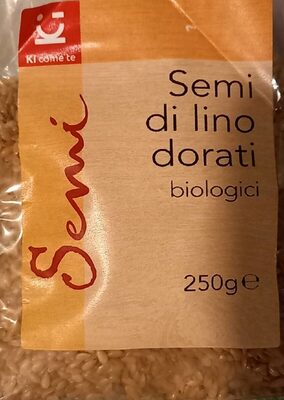 Ki
Ki come te
Semi
Semi
di lino
dorati
biologici
250g e